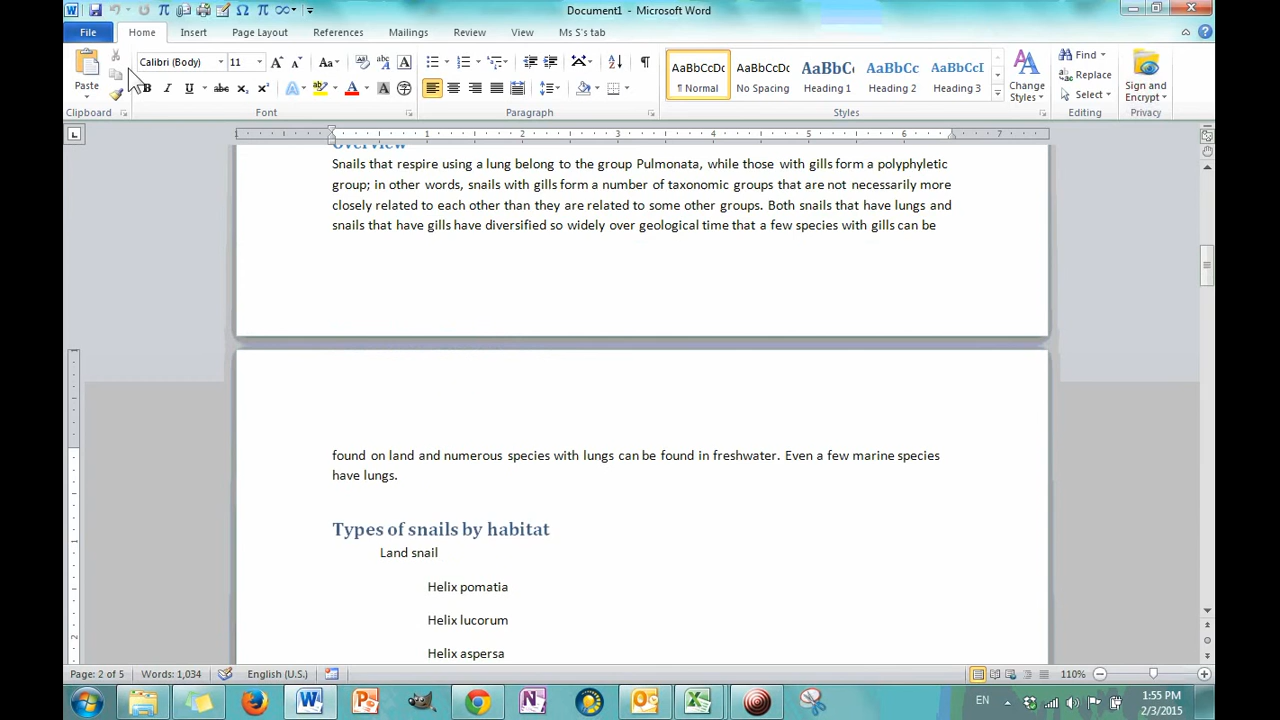 Document1 - Microsoft Word
File Home Insert Page Layout References Mailings Review View Ms S's tab
Calibri (Body) 11
Paste
AaBbCcDc AaBbCcDc AaBbC AaBbCc AaBbCcI
¶ Normal No Spacing Heading 1 Heading 2 Heading 3
Change Styles
Find
Replace
Select
Sign and Encrypt
Clipboard Font Paragraph Styles Editing Privacy
1 2 3 4 5 6 7
Overview
Snails that respire using a lung belong to the group Pulmonata, while those with gills form a polyphyletic
group; in other words, snails with gills form a number of taxonomic groups that are not necessarily more
closely related to each other than they are related to some other groups. Both snails that have lungs and
snails that have gills have diversified so widely over geological time that a few species with gills can be
found on land and numerous species with lungs can be found in freshwater. Even a few marine species
have lungs.
Types of snails by habitat
Land snail
Helix pomatia
Helix lucorum
Helix aspersa
Page: 2 of 5 Words: 1,034 English (U.S.) 110%
EN 1:55 PM
2/3/2015